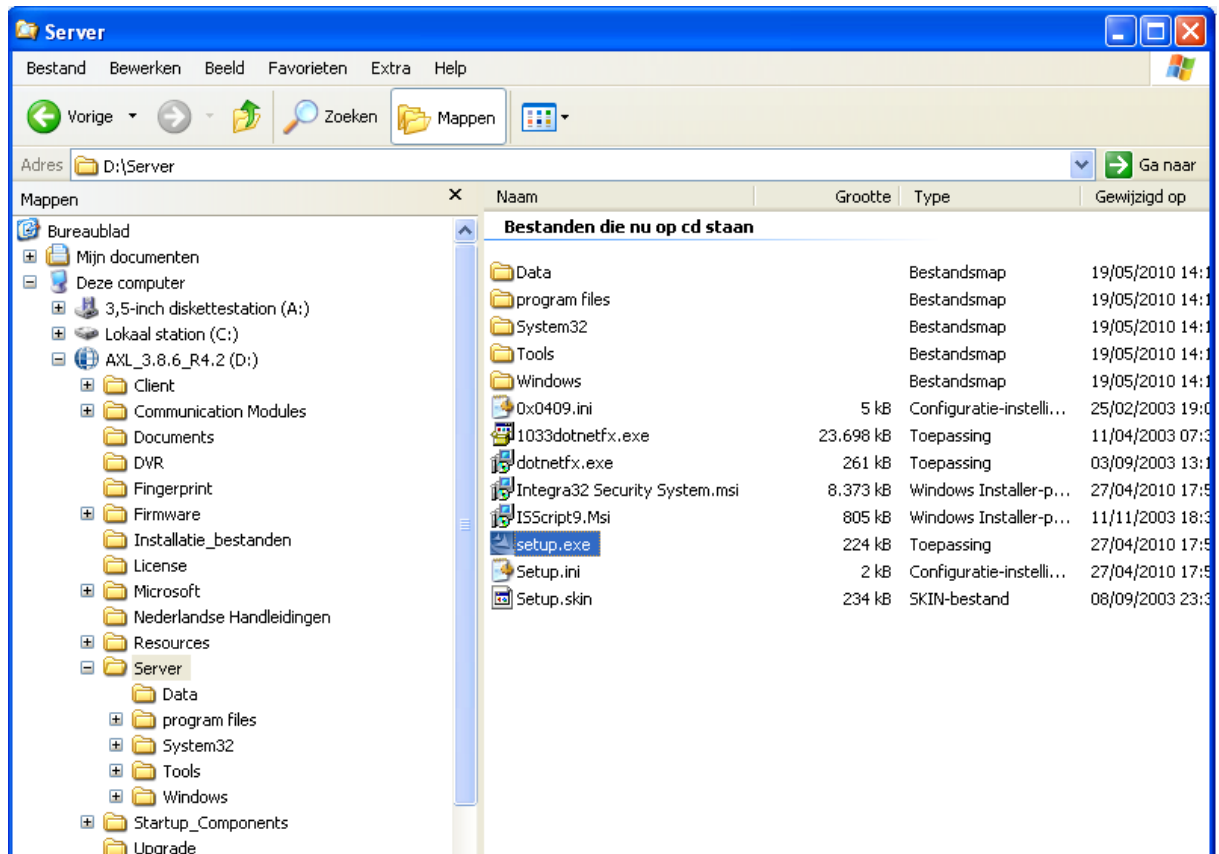 Server
Bestand Bewerken Beeld Favorieten Extra Help
Vorige Zoeken Mappen
Adres D:\Server Ga naar
Mappen
Bureaublad
Mijn documenten
Deze computer
3,5-inch diskettestation (A:)
Lokaal station (C:)
AXL_3.8.6_R4.2 (D:)
Client
Communication Modules
Documents
DVR
Fingerprint
Firmware
Installatie_bestanden
License
Microsoft
Nederlandse Handleidingen
Resources
Server
Data
program files
System32
Tools
Windows
Startup_Components
Upgrade
Naam Grootte Type Gewijzigd op
Bestanden die nu op cd staan
Data Bestandsmap 19/05/2010 14:1
program files Bestandsmap 19/05/2010 14:1
System32 Bestandsmap 19/05/2010 14:1
Tools Bestandsmap 19/05/2010 14:1
Windows Bestandsmap 19/05/2010 14:1
0x0409.ini 5 kB Configuratie-instelli... 25/02/2003 19:0
1033dotnetfx.exe 23.698 kB Toepassing 11/04/2003 07:3
dotnetfx.exe 261 kB Toepassing 03/09/2003 13:1
Integra32 Security System.msi 8.373 kB Windows Installer-p... 27/04/2010 17:5
ISScript9.Msi 805 kB Windows Installer-p... 11/11/2003 18:3
setup.exe 224 kB Toepassing 27/04/2010 17:5
Setup.ini 2 kB Configuratie-instelli... 27/04/2010 17:5
Setup.skin 234 kB SKIN-bestand 08/09/2003 23:3